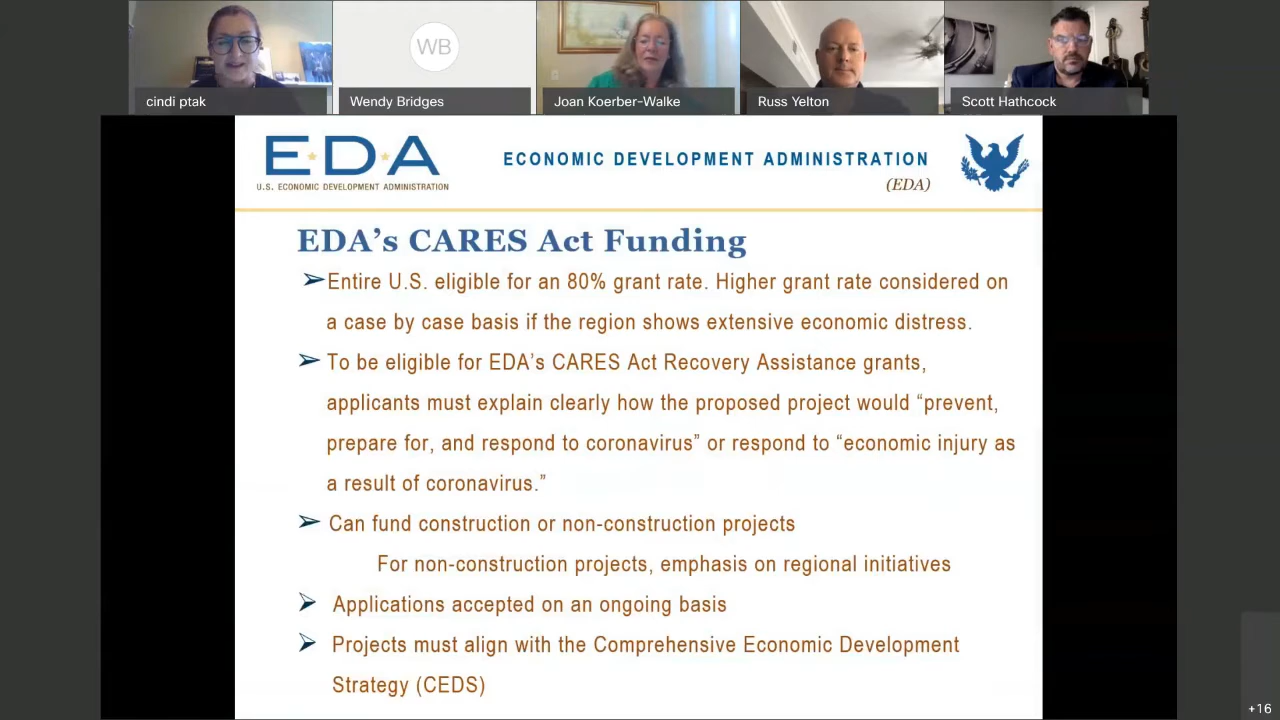 WB
cindi ptak
Wendy Bridges
Joan Koerber-Walke
Russ Yelton
Scott Hathcock
EDA
U.S. ECONOMIC DEVELOPMENT ADMINISTRATION
ECONOMIC DEVELOPMENT ADMINISTRATION
(EDA)
EDA's CARES Act Funding
➢Entire U.S. eligible for an 80% grant rate. Higher grant rate considered on
a case by case basis if the region shows extensive economic distress.
➢ To be eligible for EDA's CARES Act Recovery Assistance grants,
applicants must explain clearly how the proposed project would “prevent,
prepare for, and respond to coronavirus” or respond to “economic injury as
a result of coronavirus.”
➢ Can fund construction or non-construction projects
For non-construction projects, emphasis on regional initiatives
➢ Applications accepted on an ongoing basis
➢ Projects must align with the Comprehensive Economic Development
Strategy (CEDS)
+16